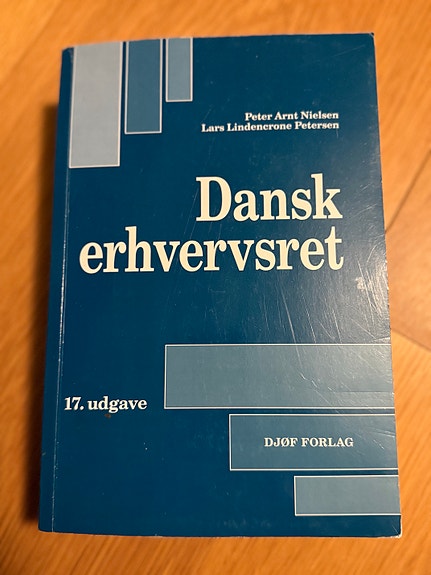 Peter Arnt Nielsen
Lars Lindencrone Petersen
Dansk
erhvervsret
17. udgave
DJØF FORLAG